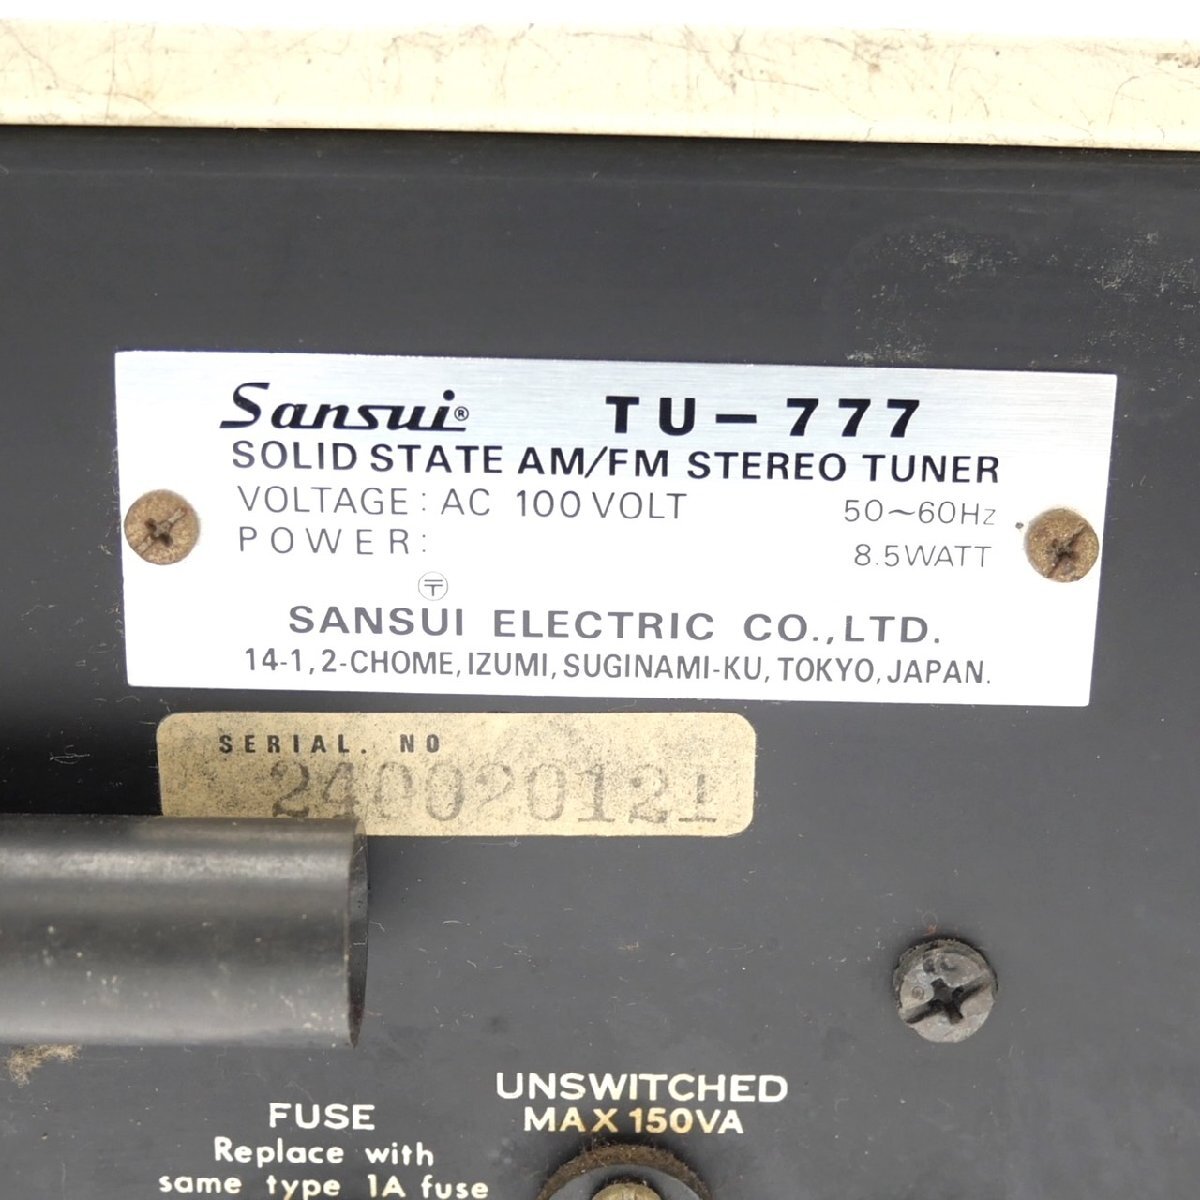 Sansui® TU-777
SOLID STATE AM/FM STEREO TUNER
VOLTAGE: AC 100 VOLT 50~60Hz
POWER: 8.5WATT
〒
SANSUI ELECTRIC CO.,LTD.
14-1, 2-CHOME, IZUMI, SUGINAMI-KU, TOKYO, JAPAN.
SERIAL. NO
240020121
UNSWITCHED
MAX 150VA
FUSE
Replace with
same type 1A fuse